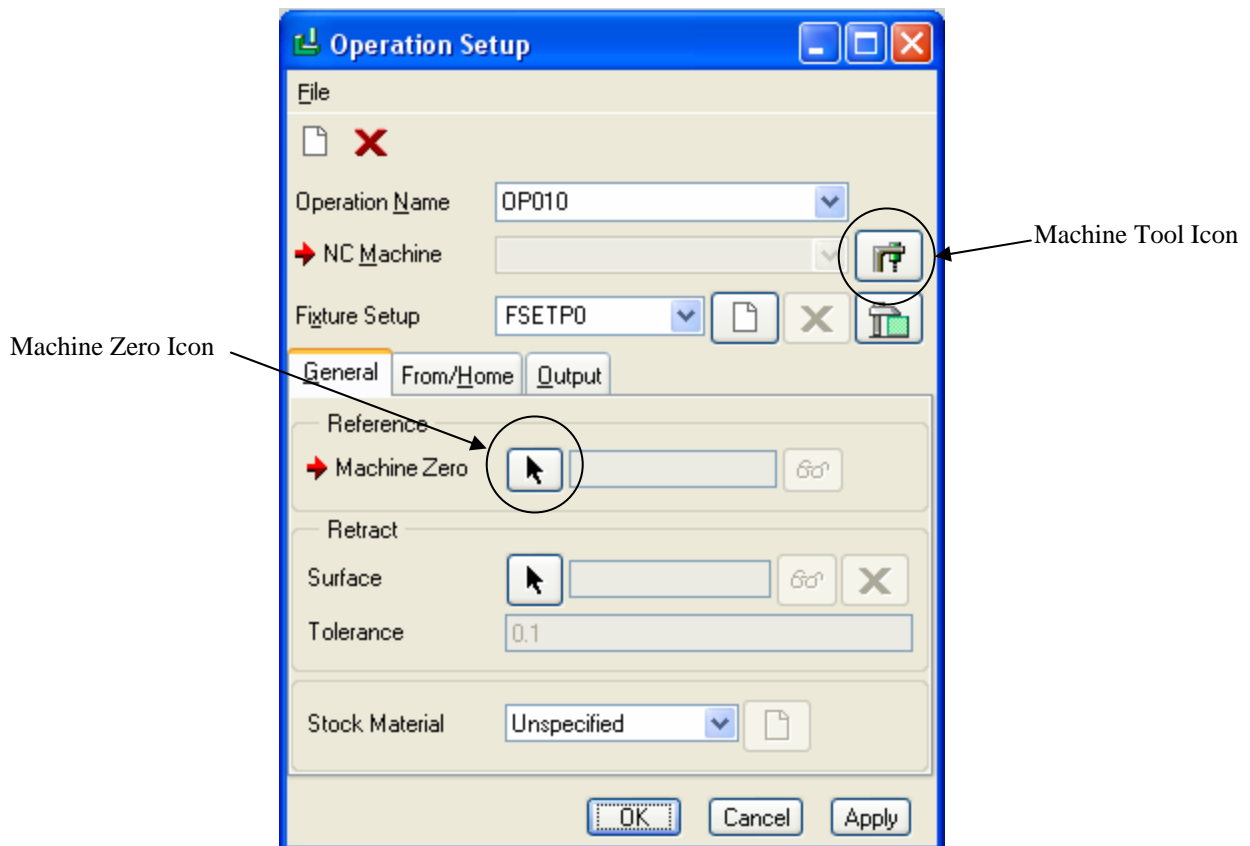 Operation Setup
File
Operation Name
OP010
NC Machine
Machine Tool Icon
Fixture Setup
FSETP0
Machine Zero Icon
General
From/Home
Output
Reference
Machine Zero
Retract
Surface
Tolerance
0.1
Stock Material
Unspecified
OK
Cancel
Apply